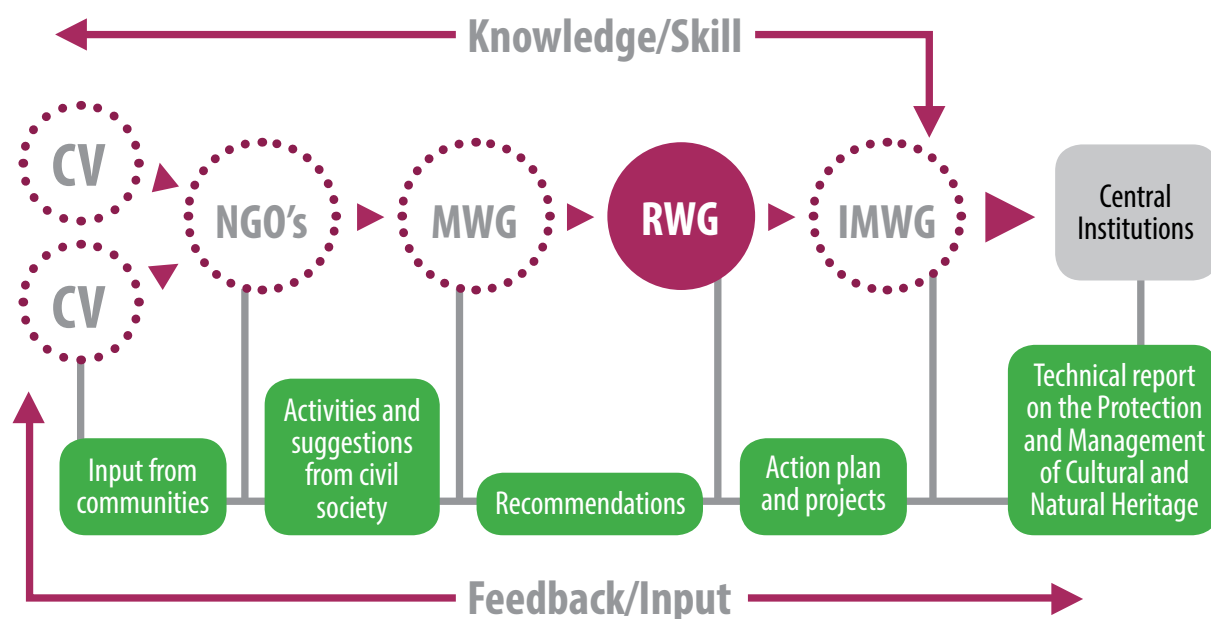 Knowledge/Skill
CV
CV
NGO's
MWG
RWG
IMWG
Central
Institutions
Input from
communities
Activities and
suggestions
from civil
society
Recommendations
Action plan
and projects
Technical report
on the Protection
and Management
of Cultural and
Natural Heritage
Feedback/Input